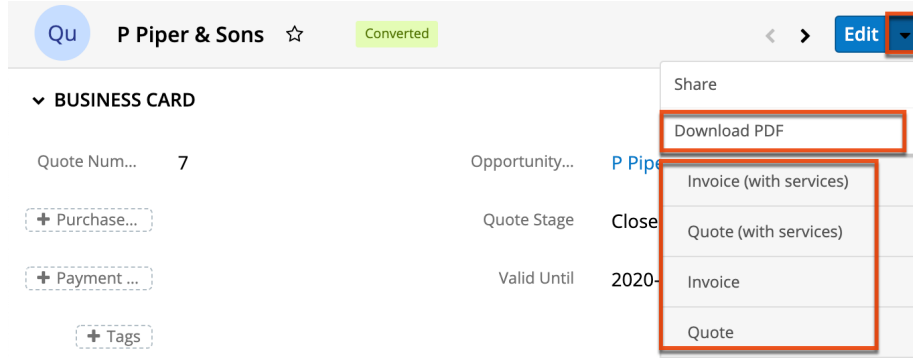 Qu P Piper & Sons Converted Edit
Share
BUSINESS CARD
Download PDF
Quote Num... 7 Opportunity... P Pipe
Invoice (with services)
+ Purchase... Quote Stage Close
Quote (with services)
+ Payment ... Valid Until 2020-
Invoice
+ Tags
Quote